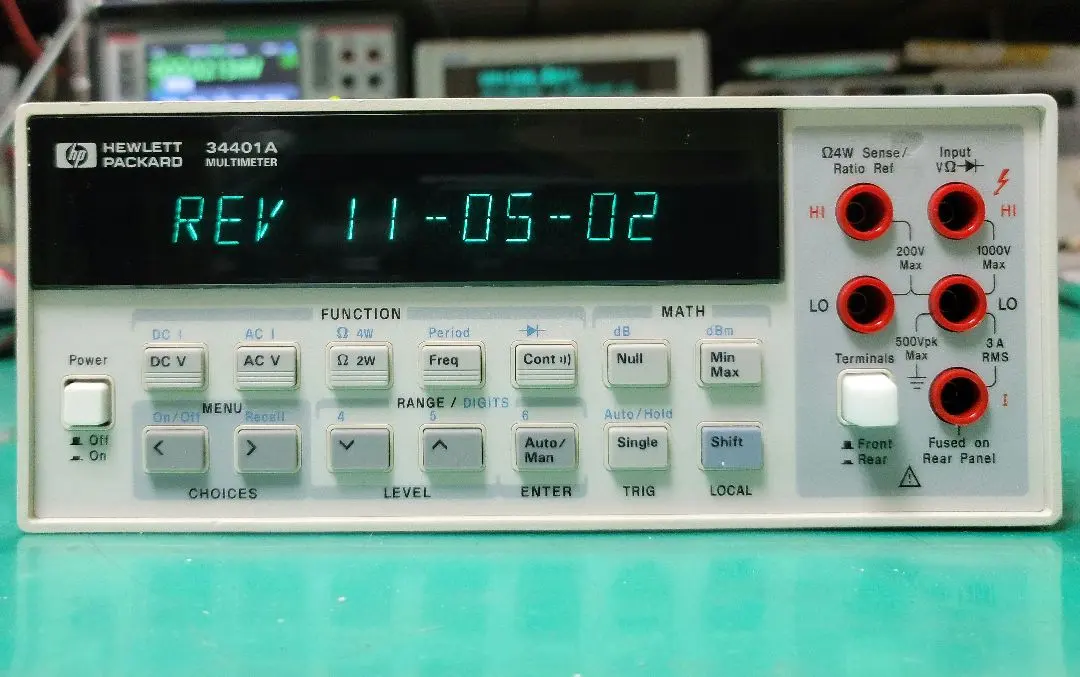 hp HEWLETT PACKARD 34401A MULTIMETER
REV 11-05-02
FUNCTION
MATH
DC I
AC I
Ω 4W
Period
dB
dBm
DC V
AC V
Ω 2W
Freq
Cont
Null
Min
Max
Power
Off
On
MENU
RANGE / DIGITS
On/Off
Recall
4
5
6
Auto/Hold
<
>
Auto/
Man
Single
Shift
CHOICES
LEVEL
ENTER
TRIG
LOCAL
Ω4W Sense/
Ratio Ref
Input
VΩ
HI
HI
200V
Max
1000V
Max
LO
LO
500Vpk
Max
3A
RMS
Terminals
I
Front
Rear
Fused on
Rear Panel